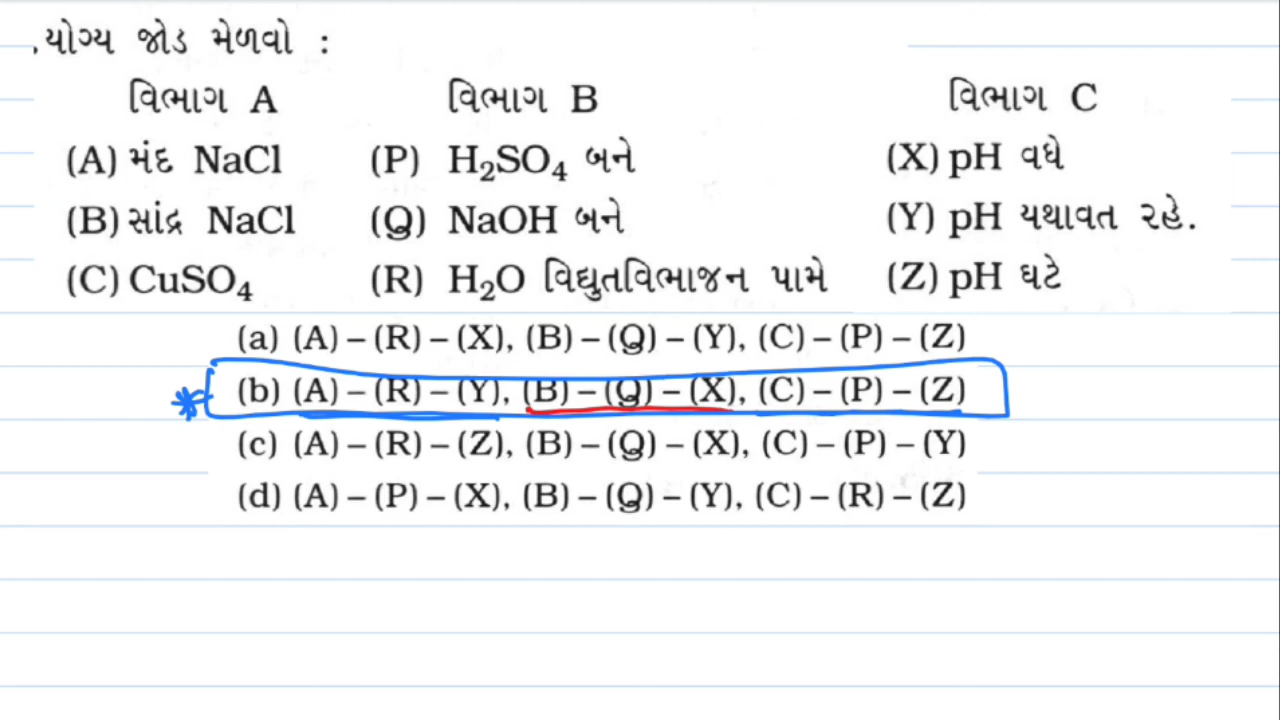 .યોગ્ય જોડ મેળવો :
વિભાગ A વિભાગ B વિભાગ C
(A) મંદ NaCl (P) H₂SO₄ બને (X) pH વધે
(B) સાંદ્ર NaCl (Q) NaOH બને (Y) pH યથાવત રહે.
(C) CuSO₄ (R) H₂O વિદ્યુતવિભાજન પામે (Z) pH ઘટે
(a) (A) – (R) – (X), (B) – (Q) – (Y), (C) – (P) – (Z)
(b) (A) – (R) – (Y), (B) – (Q) – (X), (C) – (P) – (Z)
(c) (A) – (R) – (Z), (B) – (Q) – (X), (C) – (P) – (Y)
(d) (A) – (P) – (X), (B) – (Q) – (Y), (C) – (R) – (Z)